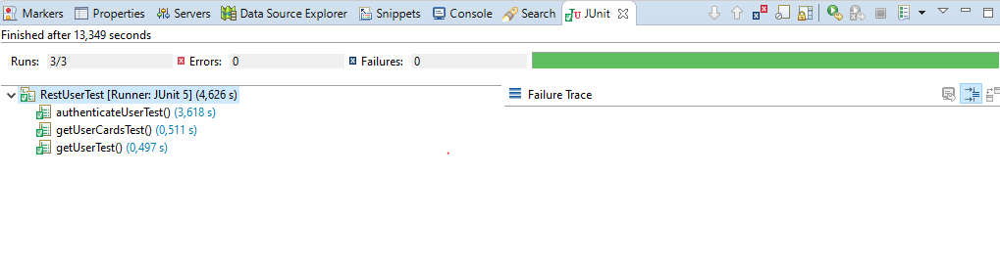 Markers Properties Servers Data Source Explorer Snippets Console Search JU JUnit
Finished after 13,349 seconds
Runs: 3/3 Errors: 0 Failures: 0
RestUserTest [Runner: JUnit 5] (4,626 s) Failure Trace
authenticateUserTest() (3,618 s)
getUserCardsTest() (0,511 s)
getUserTest() (0,497 s)